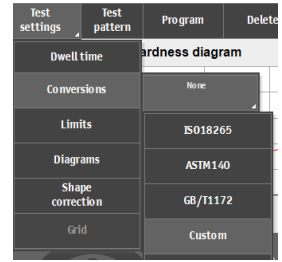 Test settings
Test pattern
Program
Delete
ardness diagram
Dwell time
Conversions
None
Limits
ISO18265
Diagrams
ASTM140
Shape correction
GB/T1172
Grid
Custom